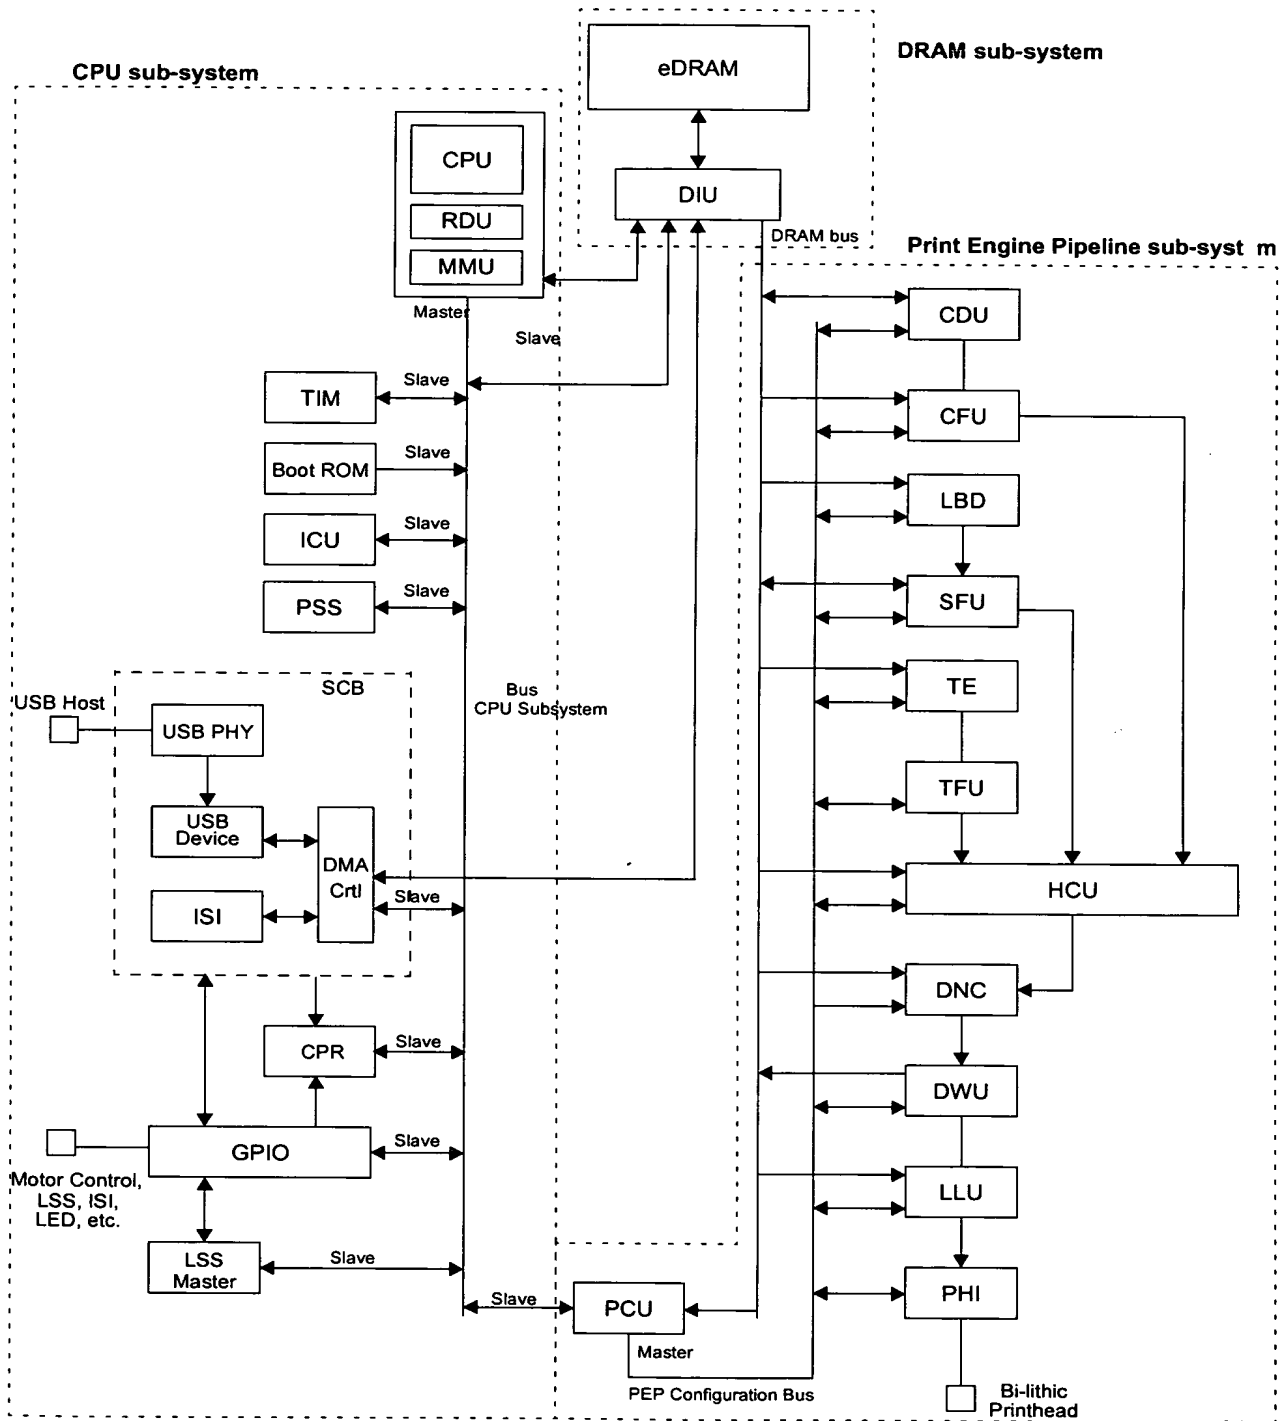 CPU sub-system
DRAM sub-system
eDRAM
CPU
RDU
MMU
DIU
DRAM bus
Print Engine Pipeline sub-syst m
Master
Slave
CDU
TIM
Slave
CFU
Boot ROM
Slave
LBD
ICU
Slave
PSS
Slave
SFU
SCB
USB Host
USB PHY
Bus
CPU Subsystem
TE
TFU
USB
Device
DMA
Crtl
Slave
ISI
HCU
DNC
CPR
Slave
DWU
GPIO
Slave
Motor Control,
LSS, ISI,
LED, etc.
LLU
LSS
Master
Slave
Slave
PCU
PHI
Master
PEP Configuration Bus
Bi-lithic
Printhead